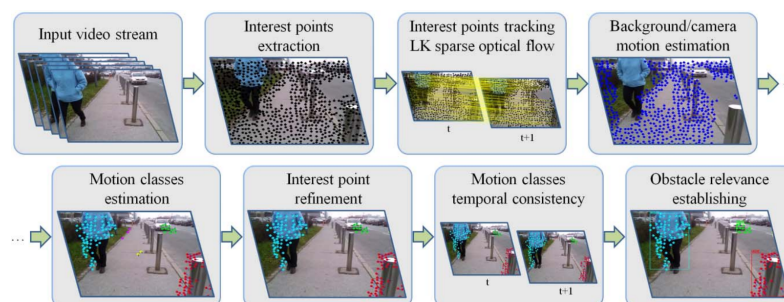 Input video stream
Interest points
extraction
Interest points tracking
LK sparse optical flow
t
t+1
Background/camera
motion estimation
...
Motion classes
estimation
Interest point
refinement
Motion classes
temporal consistency
t
t+1
Obstacle relevance
establishing